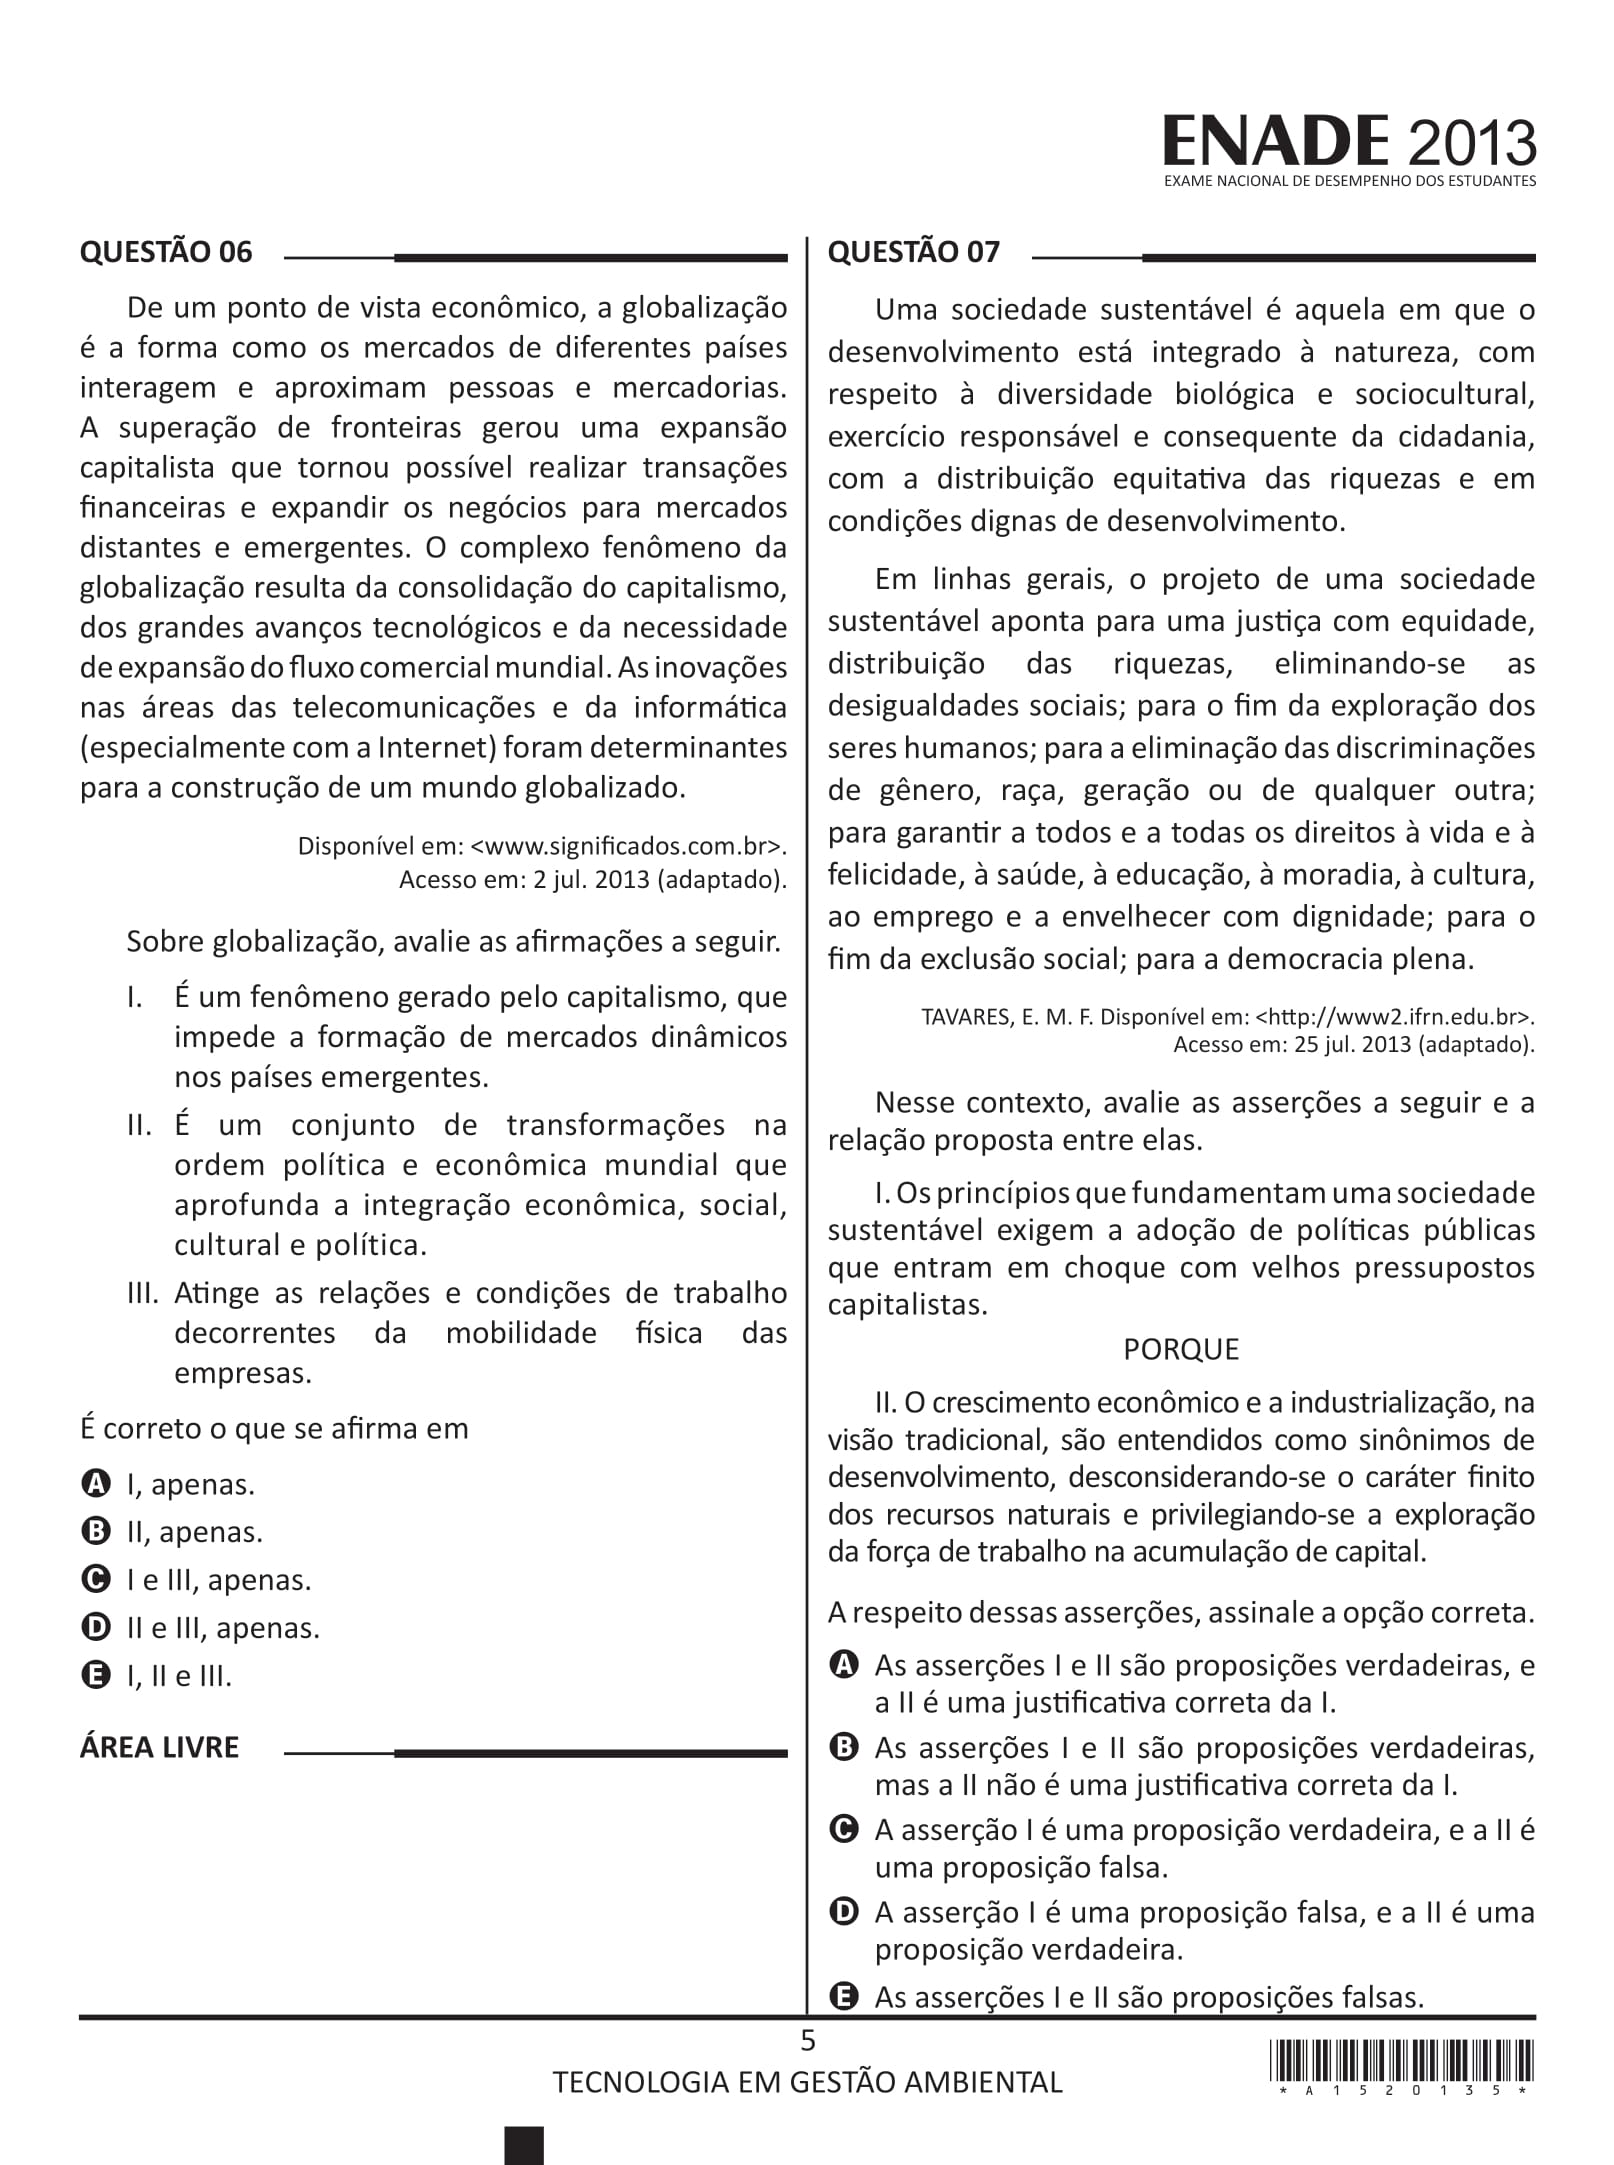 ENADE 2013
EXAME NACIONAL DE DESEMPENHO DOS ESTUDANTES
QUESTÃO 06
De um ponto de vista econômico, a globalização
é a forma como os mercados de diferentes países
interagem e aproximam pessoas e mercadorias.
A superação de fronteiras gerou uma expansão
capitalista que tornou possível realizar transações
financeiras e expandir os negócios para mercados
distantes e emergentes. O complexo fenômeno da
globalização resulta da consolidação do capitalismo,
dos grandes avanços tecnológicos e da necessidade
de expansão do fluxo comercial mundial. As inovações
nas áreas das telecomunicações e da informática
(especialmente com a Internet) foram determinantes
para a construção de um mundo globalizado.
Disponível em: <www.significados.com.br>.
Acesso em: 2 jul. 2013 (adaptado).
Sobre globalização, avalie as afirmações a seguir.
I. É um fenômeno gerado pelo capitalismo, que
impede a formação de mercados dinâmicos
nos países emergentes.
II. É um conjunto de transformações na
ordem política e econômica mundial que
aprofunda a integração econômica, social,
cultural e política.
III. Atinge as relações e condições de trabalho
decorrentes da mobilidade física das
empresas.
É correto o que se afirma em
A I, apenas.
B II, apenas.
C I e III, apenas.
D II e III, apenas.
E I, II e III.
ÁREA LIVRE
QUESTÃO 07
Uma sociedade sustentável é aquela em que o
desenvolvimento está integrado à natureza, com
respeito à diversidade biológica e sociocultural,
exercício responsável e consequente da cidadania,
com a distribuição equitativa das riquezas e em
condições dignas de desenvolvimento.
Em linhas gerais, o projeto de uma sociedade
sustentável aponta para uma justiça com equidade,
distribuição das riquezas, eliminando-se as
desigualdades sociais; para o fim da exploração dos
seres humanos; para a eliminação das discriminações
de gênero, raça, geração ou de qualquer outra;
para garantir a todos e a todas os direitos à vida e à
felicidade, à saúde, à educação, à moradia, à cultura,
ao emprego e a envelhecer com dignidade; para o
fim da exclusão social; para a democracia plena.
TAVARES, E. M. F. Disponível em: <http://www2.ifrn.edu.br>.
Acesso em: 25 jul. 2013 (adaptado).
Nesse contexto, avalie as asserções a seguir e a
relação proposta entre elas.
I. Os princípios que fundamentam uma sociedade
sustentável exigem a adoção de políticas públicas
que entram em choque com velhos pressupostos
capitalistas.
PORQUE
II. O crescimento econômico e a industrialização, na
visão tradicional, são entendidos como sinônimos de
desenvolvimento, desconsiderando-se o caráter finito
dos recursos naturais e privilegiando-se a exploração
da força de trabalho na acumulação de capital.
A respeito dessas asserções, assinale a opção correta.
A As asserções I e II são proposições verdadeiras, e
a II é uma justificativa correta da I.
B As asserções I e II são proposições verdadeiras,
mas a II não é uma justificativa correta da I.
C A asserção I é uma proposição verdadeira, e a II é
uma proposição falsa.
D A asserção I é uma proposição falsa, e a II é uma
proposição verdadeira.
E As asserções I e II são proposições falsas.
5
TECNOLOGIA EM GESTÃO AMBIENTAL
* A 1 5 2 0 1 3 5 *